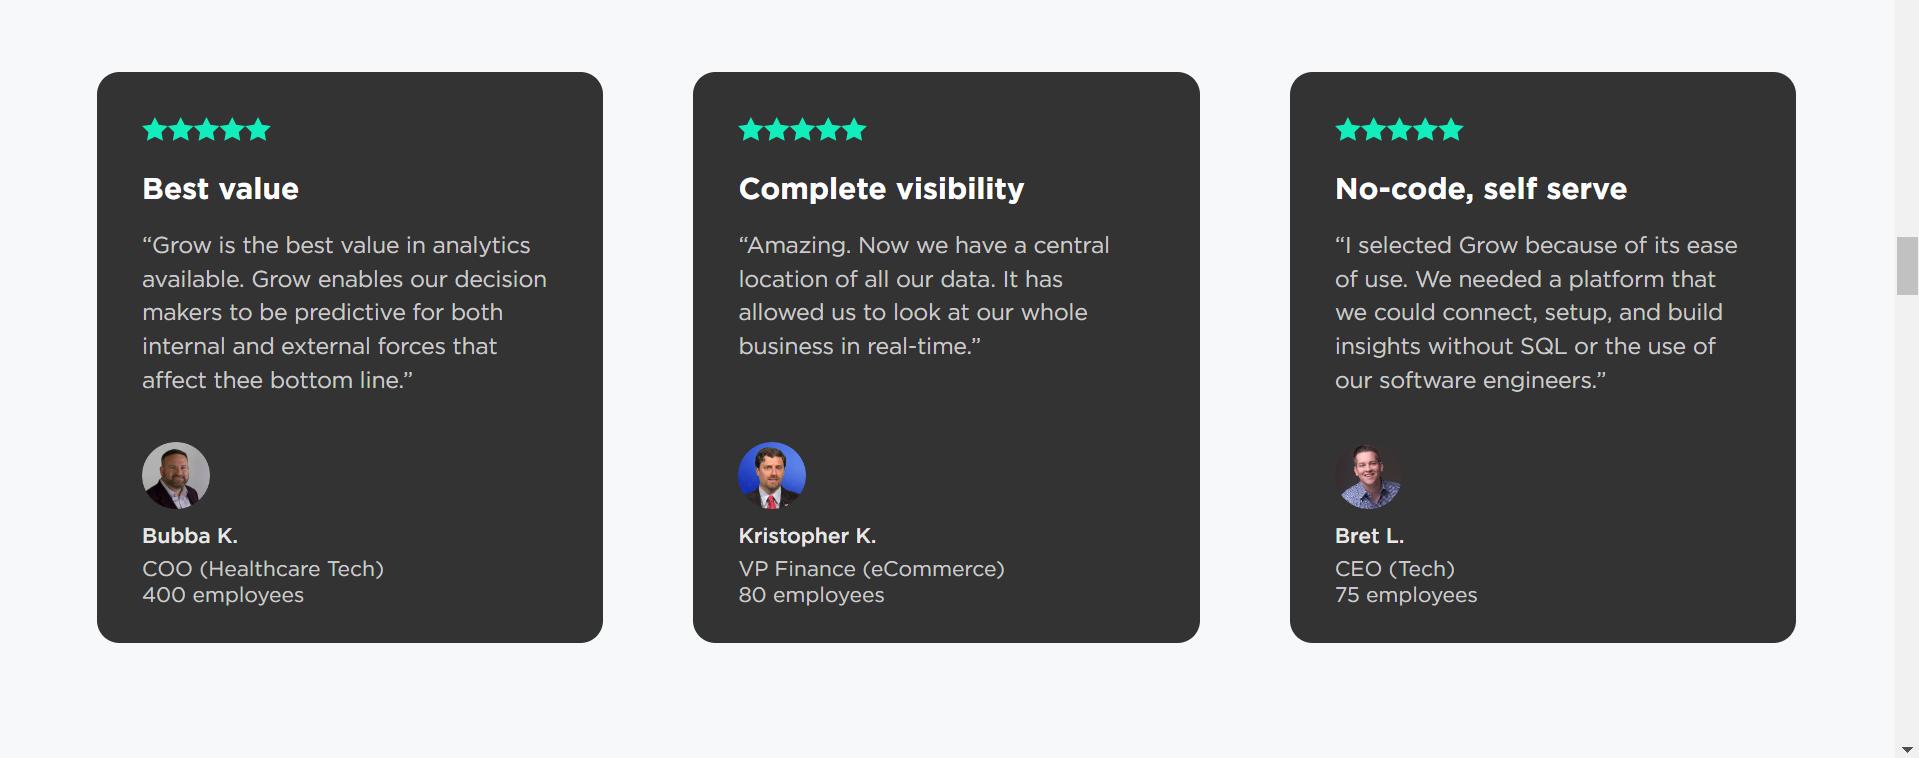 Best value
“Grow is the best value in analytics
available. Grow enables our decision
makers to be predictive for both
internal and external forces that
affect thee bottom line.”
Bubba K.
COO (Healthcare Tech)
400 employees
Complete visibility
“Amazing. Now we have a central
location of all our data. It has
allowed us to look at our whole
business in real-time.”
Kristopher K.
VP Finance (eCommerce)
80 employees
No-code, self serve
“I selected Grow because of its ease
of use. We needed a platform that
we could connect, setup, and build
insights without SQL or the use of
our software engineers.”
Bret L.
CEO (Tech)
75 employees